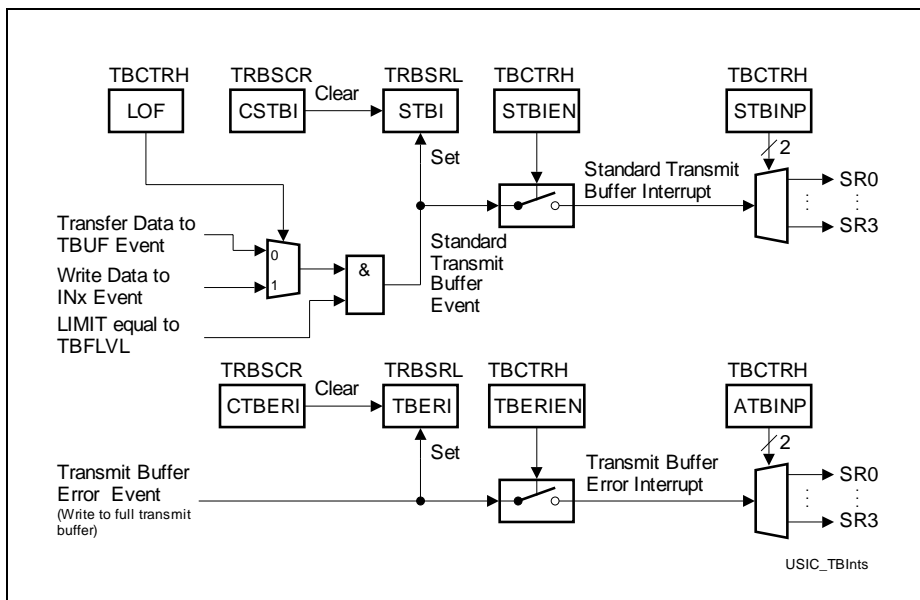 TBCTRH TRBSCR TRBSRL TBCTRH TBCTRH
LOF CSTBI Clear STBI STBIEN STBINP
Set
2
Standard Transmit
Buffer Interrupt
SR0
SR3
Transfer Data to
TBUF Event
0
Write Data to
INx Event
1
&
Standard
Transmit
Buffer
Event
LIMIT equal to
TBFLVL
TRBSCR TRBSRL TBCTRH TBCTRH
CTBERI Clear TBERI TBERIEN ATBINP
Set
2
Transmit Buffer
Error Event
(Write to full transmit
buffer)
Transmit Buffer
Error Interrupt
SR0
SR3
USIC_TBInts